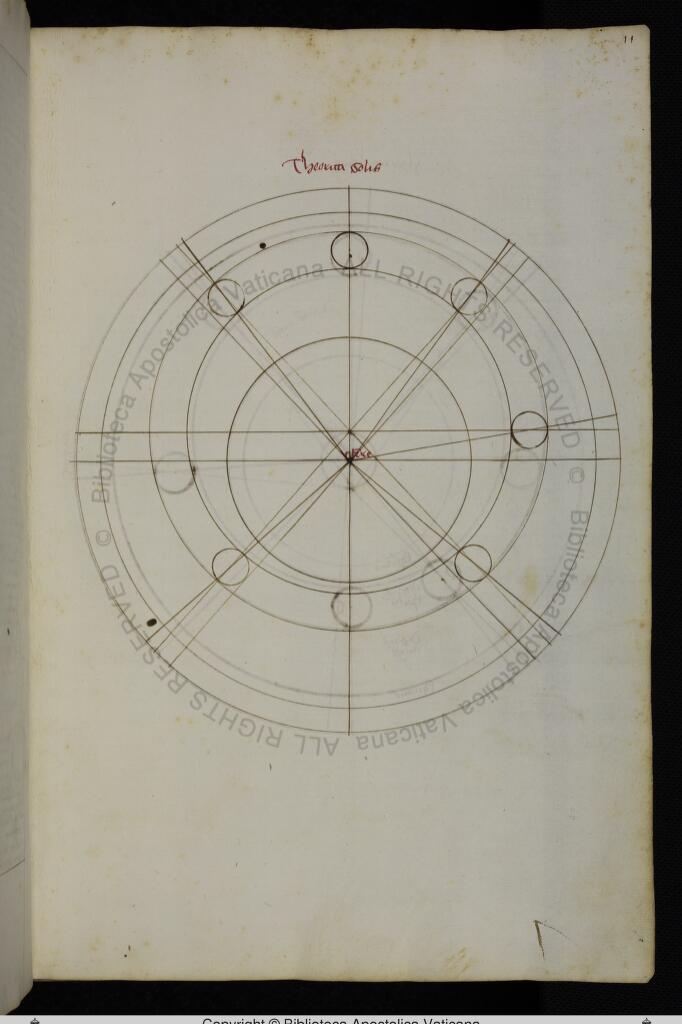 11
Theorica Solis
Biblioteca Apostolica Vaticana ALL RIGHTS RESERVED © Biblioteca Apostolica Vaticana ALL RIGHTS RESERVED ©
Copyright © Biblioteca Apostolica Vaticana